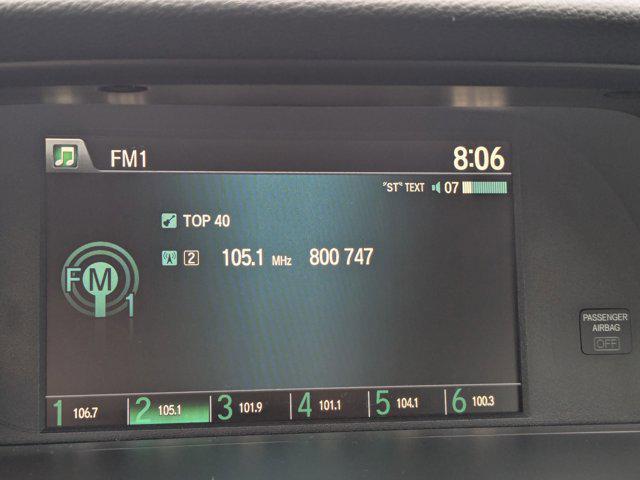 FM1 8:06
"ST" TEXT 07
TOP 40
2 105.1 MHz 800 747
FM
1
PASSENGER
AIRBAG
OFF
1 106.7 2 105.1 3 101.9 4 101.1 5 104.1 6 100.3